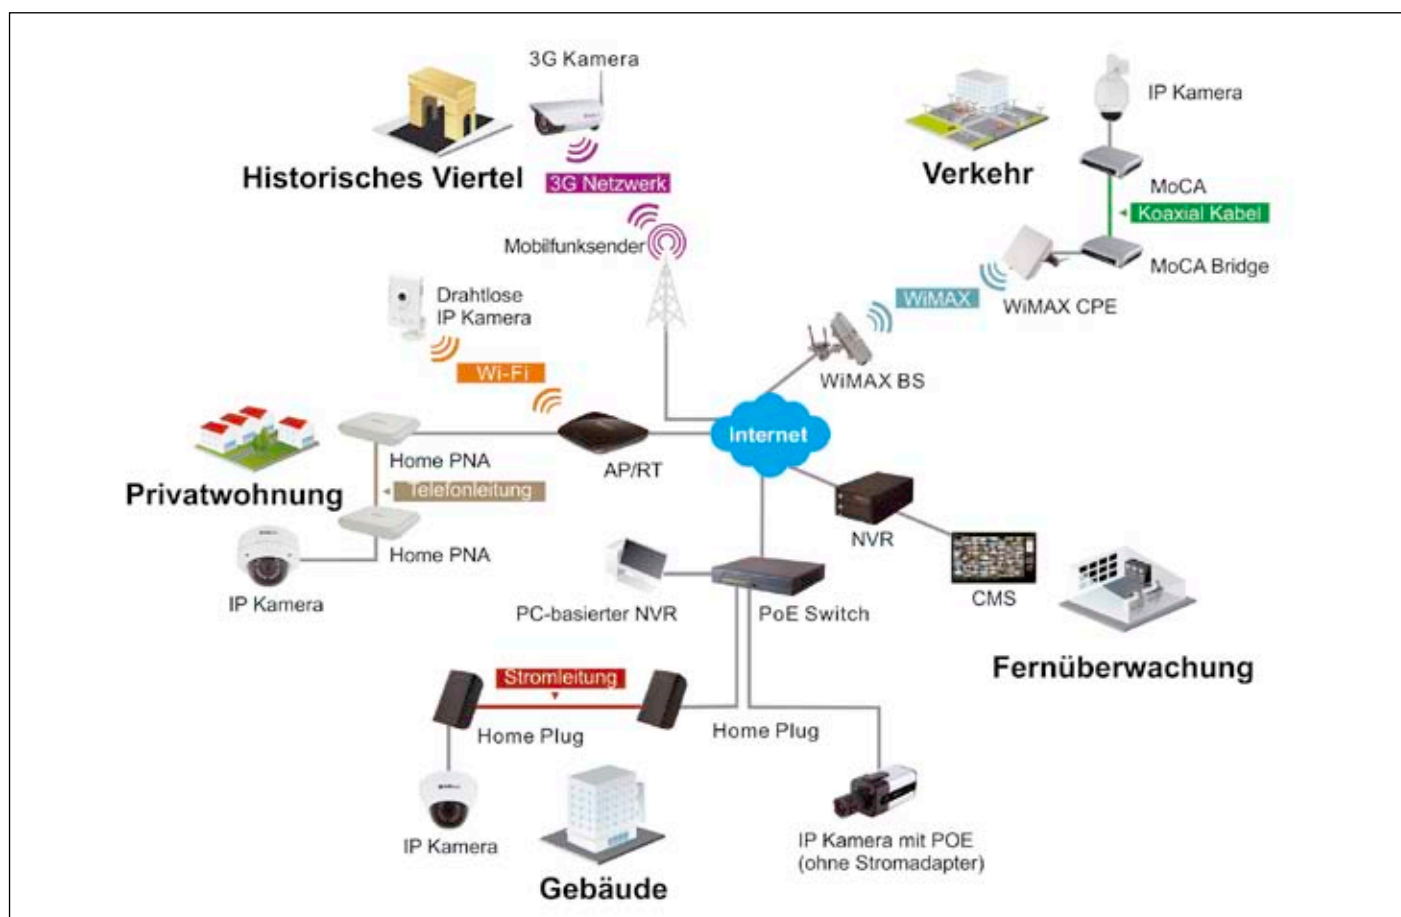 3G Kamera
Historisches Viertel
3G Netzwerk
Mobilfunksender
Drahtlose
IP Kamera
Wi-Fi
Verkehr
IP Kamera
MoCA
Koaxial Kabel
MoCA Bridge
WiMAX CPE
WiMAX
WiMAX BS
Internet
Home PNA
AP/RT
Privatwohnung
Telefonleitung
Home PNA
IP Kamera
NVR
CMS
Fernüberwachung
PC-basierter NVR
PoE Switch
Stromleitung
Home Plug
Home Plug
IP Kamera
IP Kamera mit POE
(ohne Stromadapter)
Gebäude